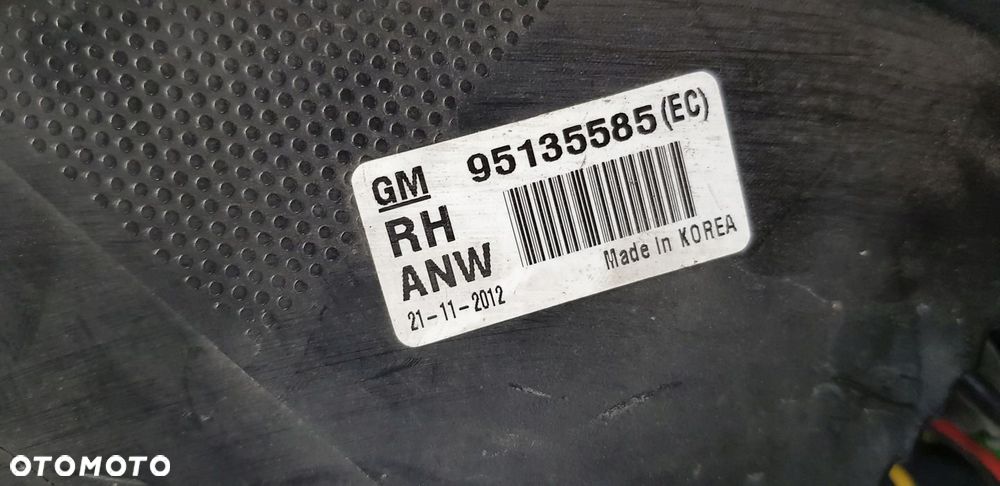 GM 95135585(EC)
RH
ANW
21-11-2012
Made In KOREA
OTOMOTO